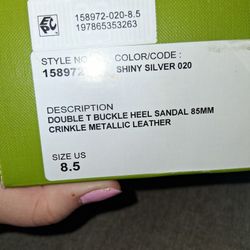 158972-020-8.5
197865353263
STYLE NO. COLOR/CODE :
158972 SHINY SILVER 020
DESCRIPTION
DOUBLE T BUCKLE HEEL SANDAL 85MM
CRINKLE METALLIC LEATHER
SIZE US
8.5